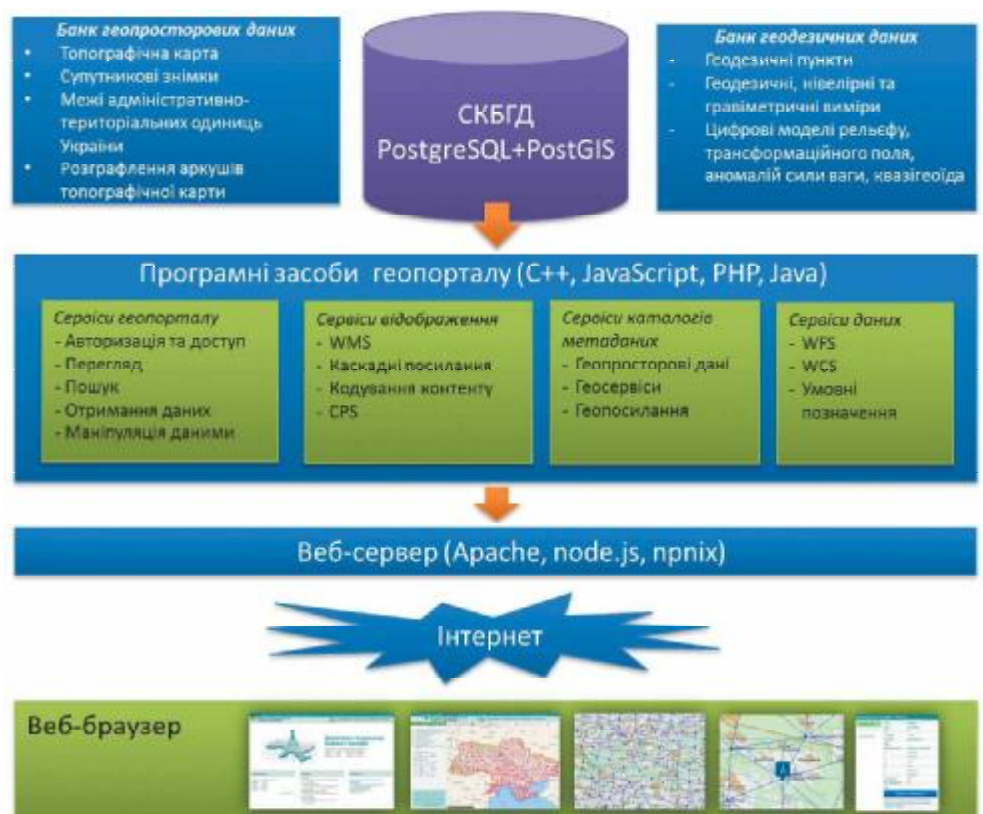 Банк геопросторових даних
• Топографічна карта
• Супутникові знімки
• Межі адміністративно-
територіальних одиниць
України
• Розграфлення аркушів
топографічної карти
СКБГД
PostgreSQL+PostGIS
Банк геодезичних даних
- Геодезичні пункти
- Геодезичні, нівелірні та
гравіметричні виміри
- Цифрові моделі рельєфу,
трансформаційного поля,
аномалій сили ваги, квазігеоїда
Програмні засоби геопорталу (С++, JavaScript, PHP, Java)
Сервіси геопорталу
- Авторизація та доступ
- Перегляд
- Пошук
- Отримання даних
- Маніпуляція даними
Сервіси відображення
- WMS
- Каскадні посилання
- Кодування контенту
- CPS
Сервіси каталогів
метаданих
- Геопросторові дані
- Геосервіси
- Геопосилання
Сервіси даних
- WFS
- WCS
- Умовні
позначення
Веб-сервер (Apache, node.js, npnix)
Інтернет
Веб-браузер